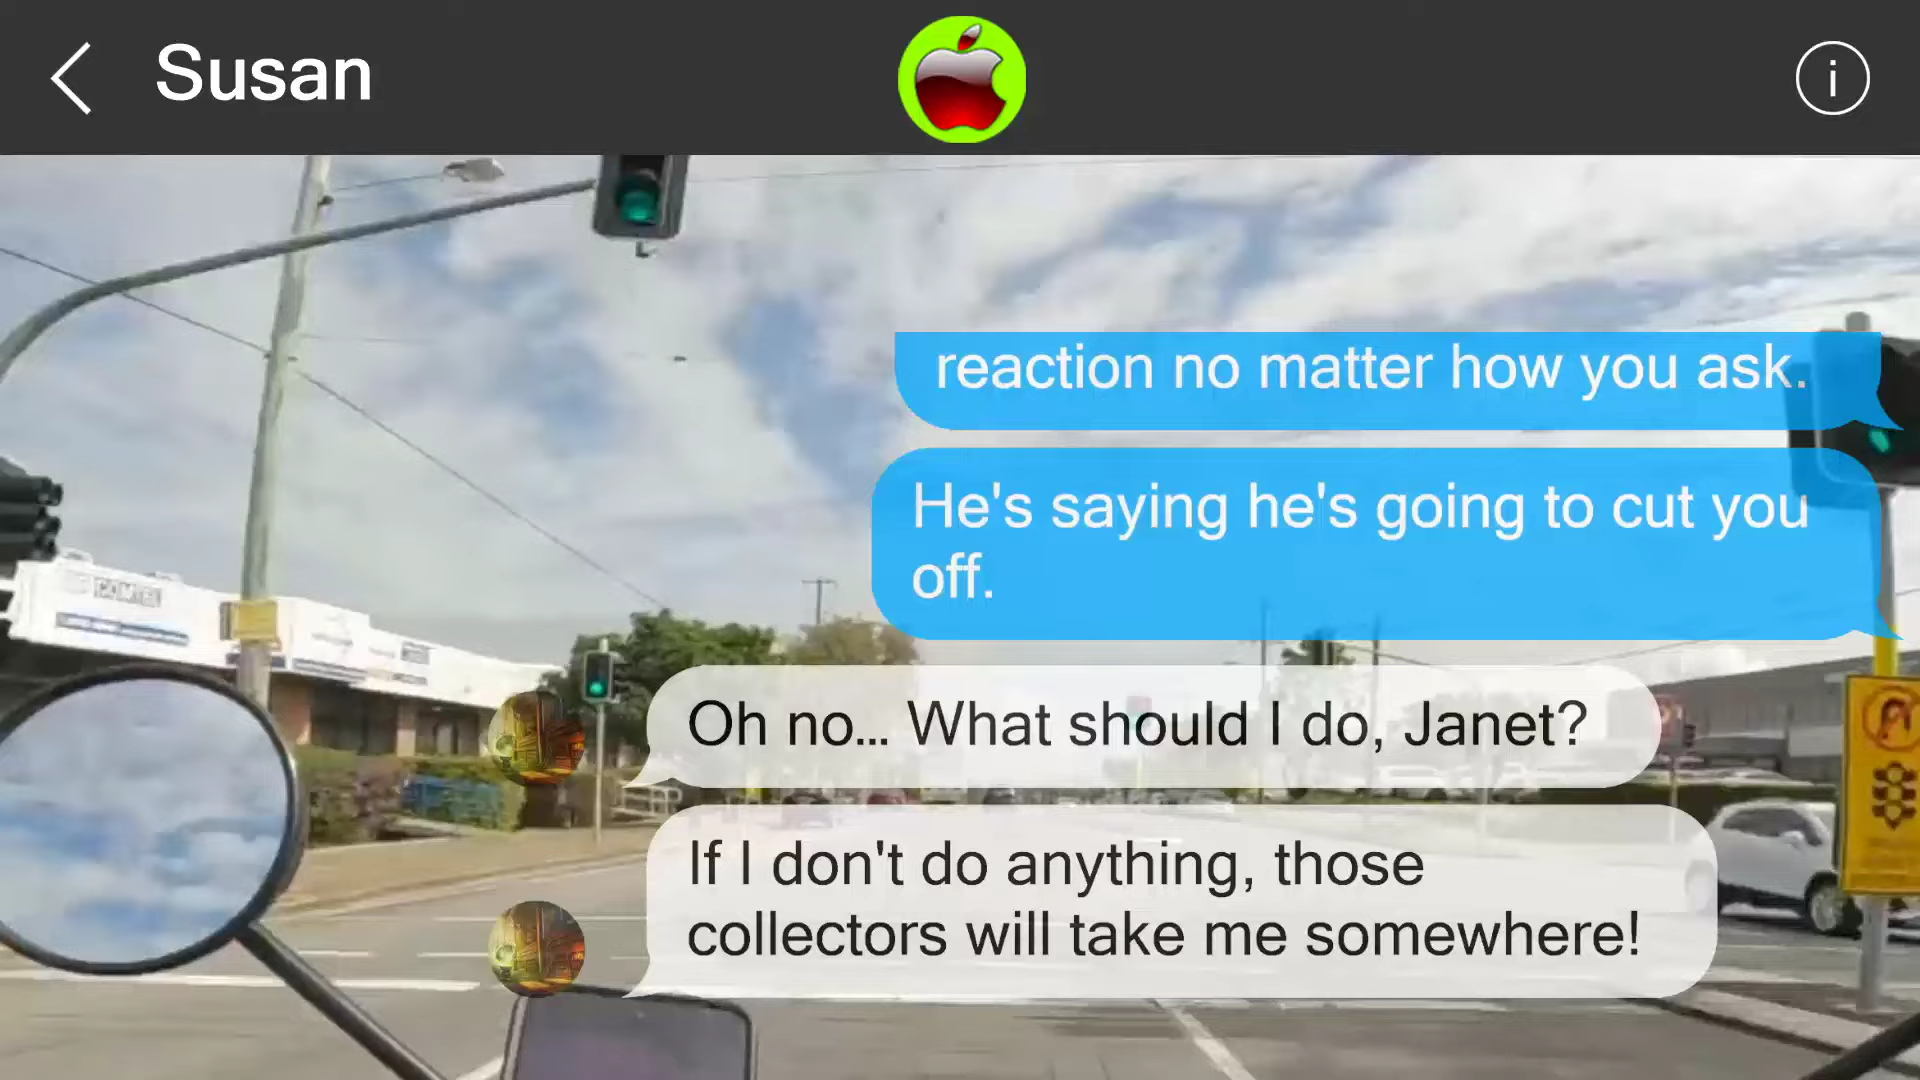 Susan
i
reaction no matter how you ask.
He's saying he's going to cut you
off.
Oh no... What should I do, Janet?
If I don't do anything, those
collectors will take me somewhere!